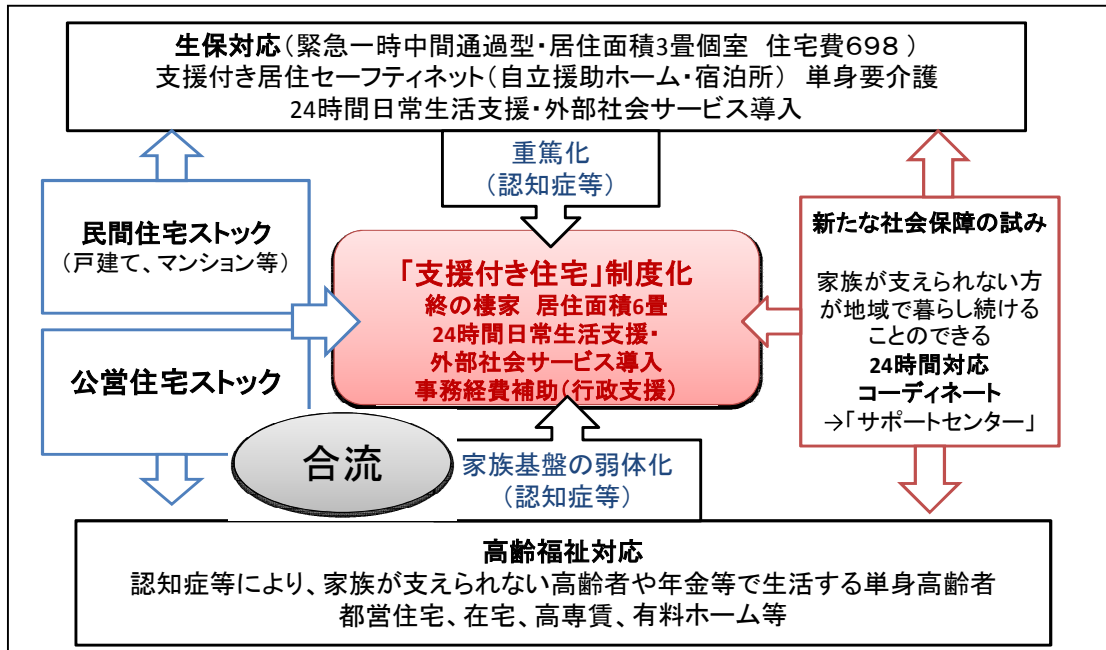 生保対応（緊急一時中間通過型・居住面積3畳個室　住宅費６９８ ）
支援付き居住セーフティネット（自立援助ホーム・宿泊所）　単身要介護
24時間日常生活支援・外部社会サービス導入
重篤化
（認知症等）
民間住宅ストック
（戸建て、マンション等）
公営住宅ストック
「支援付き住宅」制度化
終の棲家　居住面積6畳
24時間日常生活支援・
外部社会サービス導入
事務経費補助（行政支援）
新たな社会保障の試み
家族が支えられない方
が地域で暮らし続ける
ことのできる
24時間対応
コーディネート
→「サポートセンター」
合流
家族基盤の弱体化
（認知症等）
高齢福祉対応
認知症等により、家族が支えられない高齢者や年金等で生活する単身高齢者
都営住宅、在宅、高専賃、有料ホーム等